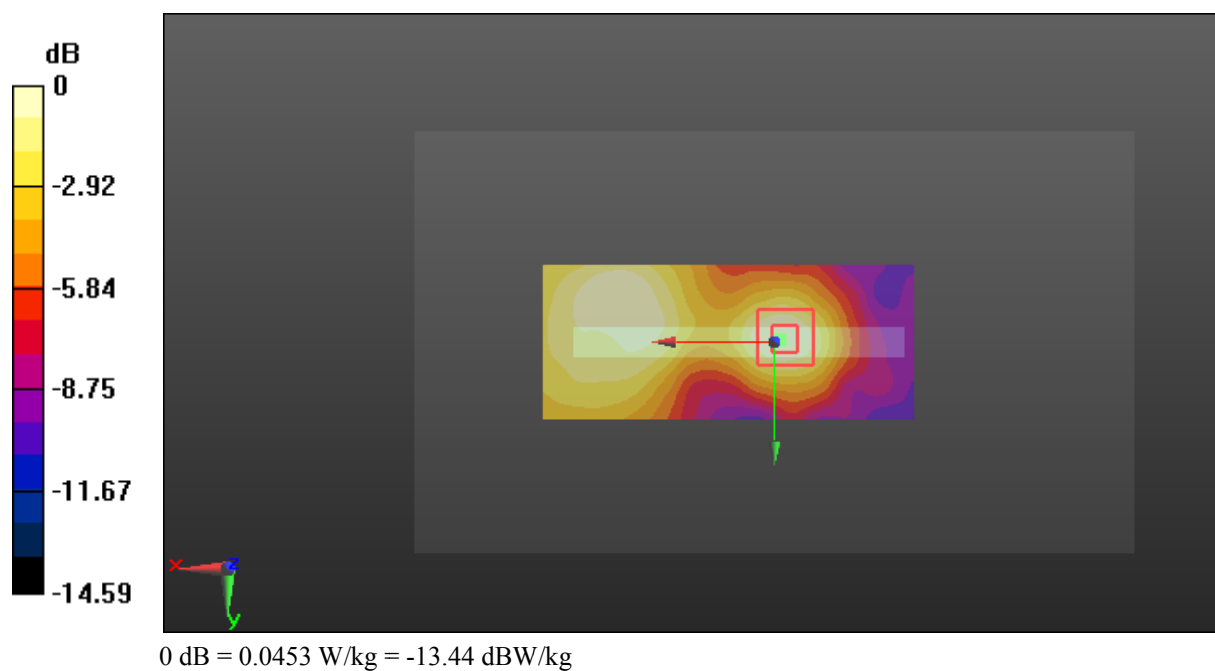 dB
0
-2.92
-5.84
-8.75
-11.67
-14.59
x
z
y
0 dB = 0.0453 W/kg = -13.44 dBW/kg